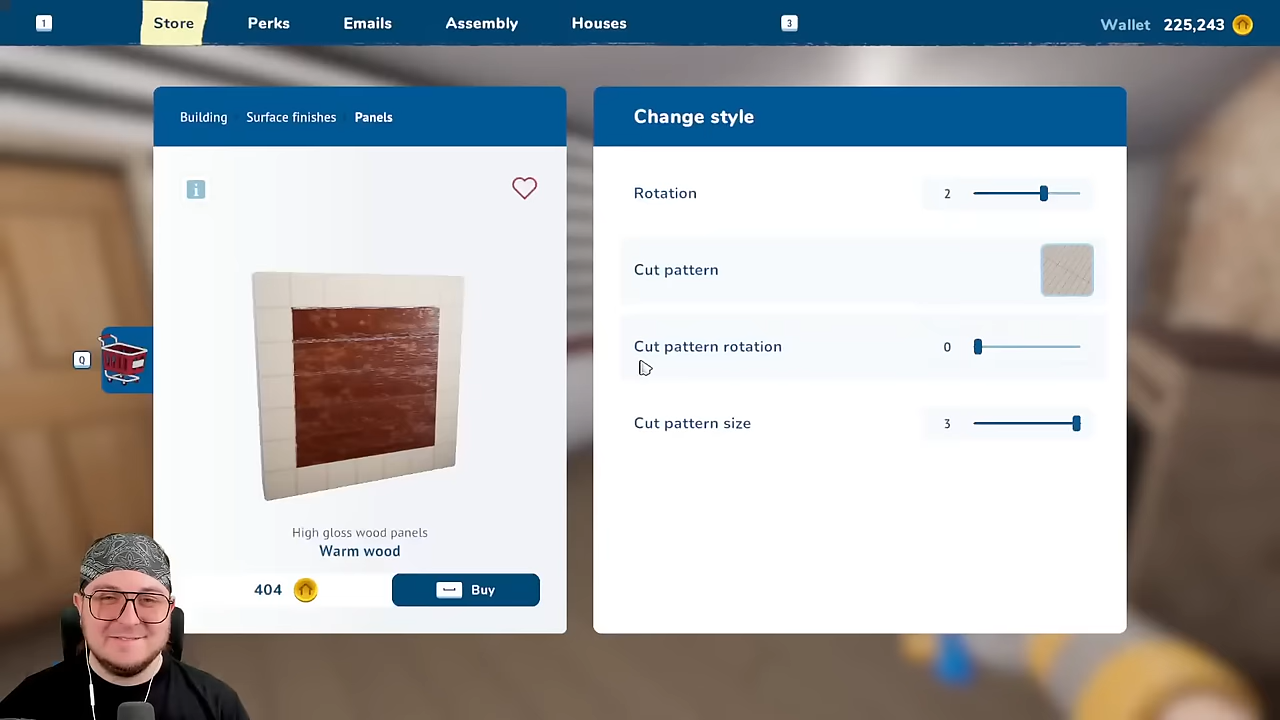 1 Store Perks Emails Assembly Houses 3 Wallet 225,243
Building Surface finishes Panels
i
High gloss wood panels
Warm wood
404 Buy
Q
Change style
Rotation 2
Cut pattern
Cut pattern rotation 0
Cut pattern size 3